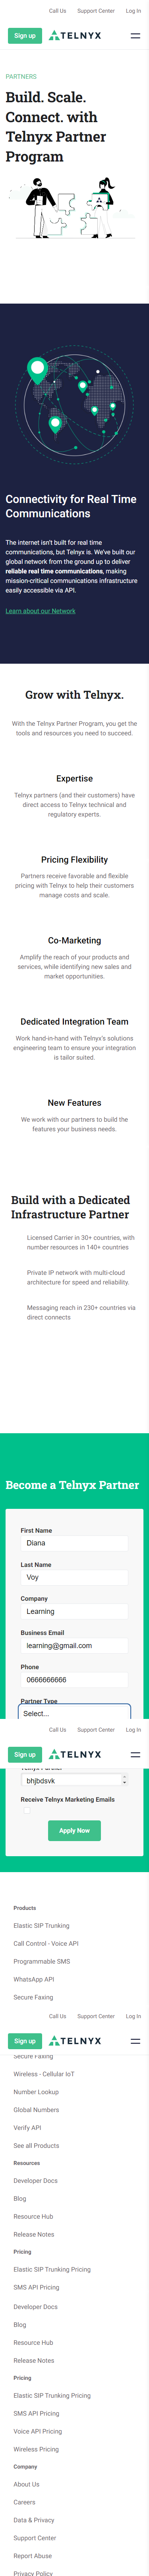 Call Us Support Center Log In
Sign up TELNYX
PARTNERS
Build. Scale.
Connect. with
Telnyx Partner
Program
Connectivity for Real Time
Communications
The internet isn't built for real time
communications, but Telnyx is. We've built our
global network from the ground up to deliver
reliable real time communications, making
mission-critical communications infrastructure
easily accessible via API.
Learn about our Network
Grow with Telnyx.
With the Telnyx Partner Program, you get the
tools and resources you need to succeed.
Expertise
Telnyx partners (and their customers) have
direct access to Telnyx technical and
regulatory experts.
Pricing Flexibility
Partners receive favorable and flexible
pricing with Telnyx to help their customers
manage costs and scale.
Co-Marketing
Amplify the reach of your products and
services, while identifying new sales and
market opportunities.
Dedicated Integration Team
Work hand-in-hand with Telnyx's solutions
engineering team to ensure your integration
is tailor suited.
New Features
We work with our partners to build the
features your business needs.
Build with a Dedicated
Infrastructure Partner
Licensed Carrier in 30+ countries, with
number resources in 140+ countries
Private IP network with multi-cloud
architecture for speed and reliability.
Messaging reach in 230+ countries via
direct connects
Become a Telnyx Partner
First Name
Diana
Last Name
Voy
Company
Learning
Business Email
learning@gmail.com
Phone
0666666666
Partner Type
Select...
Call Us Support Center Log In
Sign up TELNYX
bhjbdsvk
Receive Telnyx Marketing Emails
Apply Now
Products
Elastic SIP Trunking
Call Control - Voice API
Programmable SMS
WhatsApp API
Secure Faxing
Call Us Support Center Log In
Sign up TELNYX
Secure Faxing
Wireless - Cellular IoT
Number Lookup
Global Numbers
Verify API
See all Products
Resources
Developer Docs
Blog
Resource Hub
Release Notes
Pricing
Elastic SIP Trunking Pricing
SMS API Pricing
Developer Docs
Blog
Resource Hub
Release Notes
Pricing
Elastic SIP Trunking Pricing
SMS API Pricing
Voice API Pricing
Wireless Pricing
Company
About Us
Careers
Data & Privacy
Support Center
Report Abuse
Privacy Policy